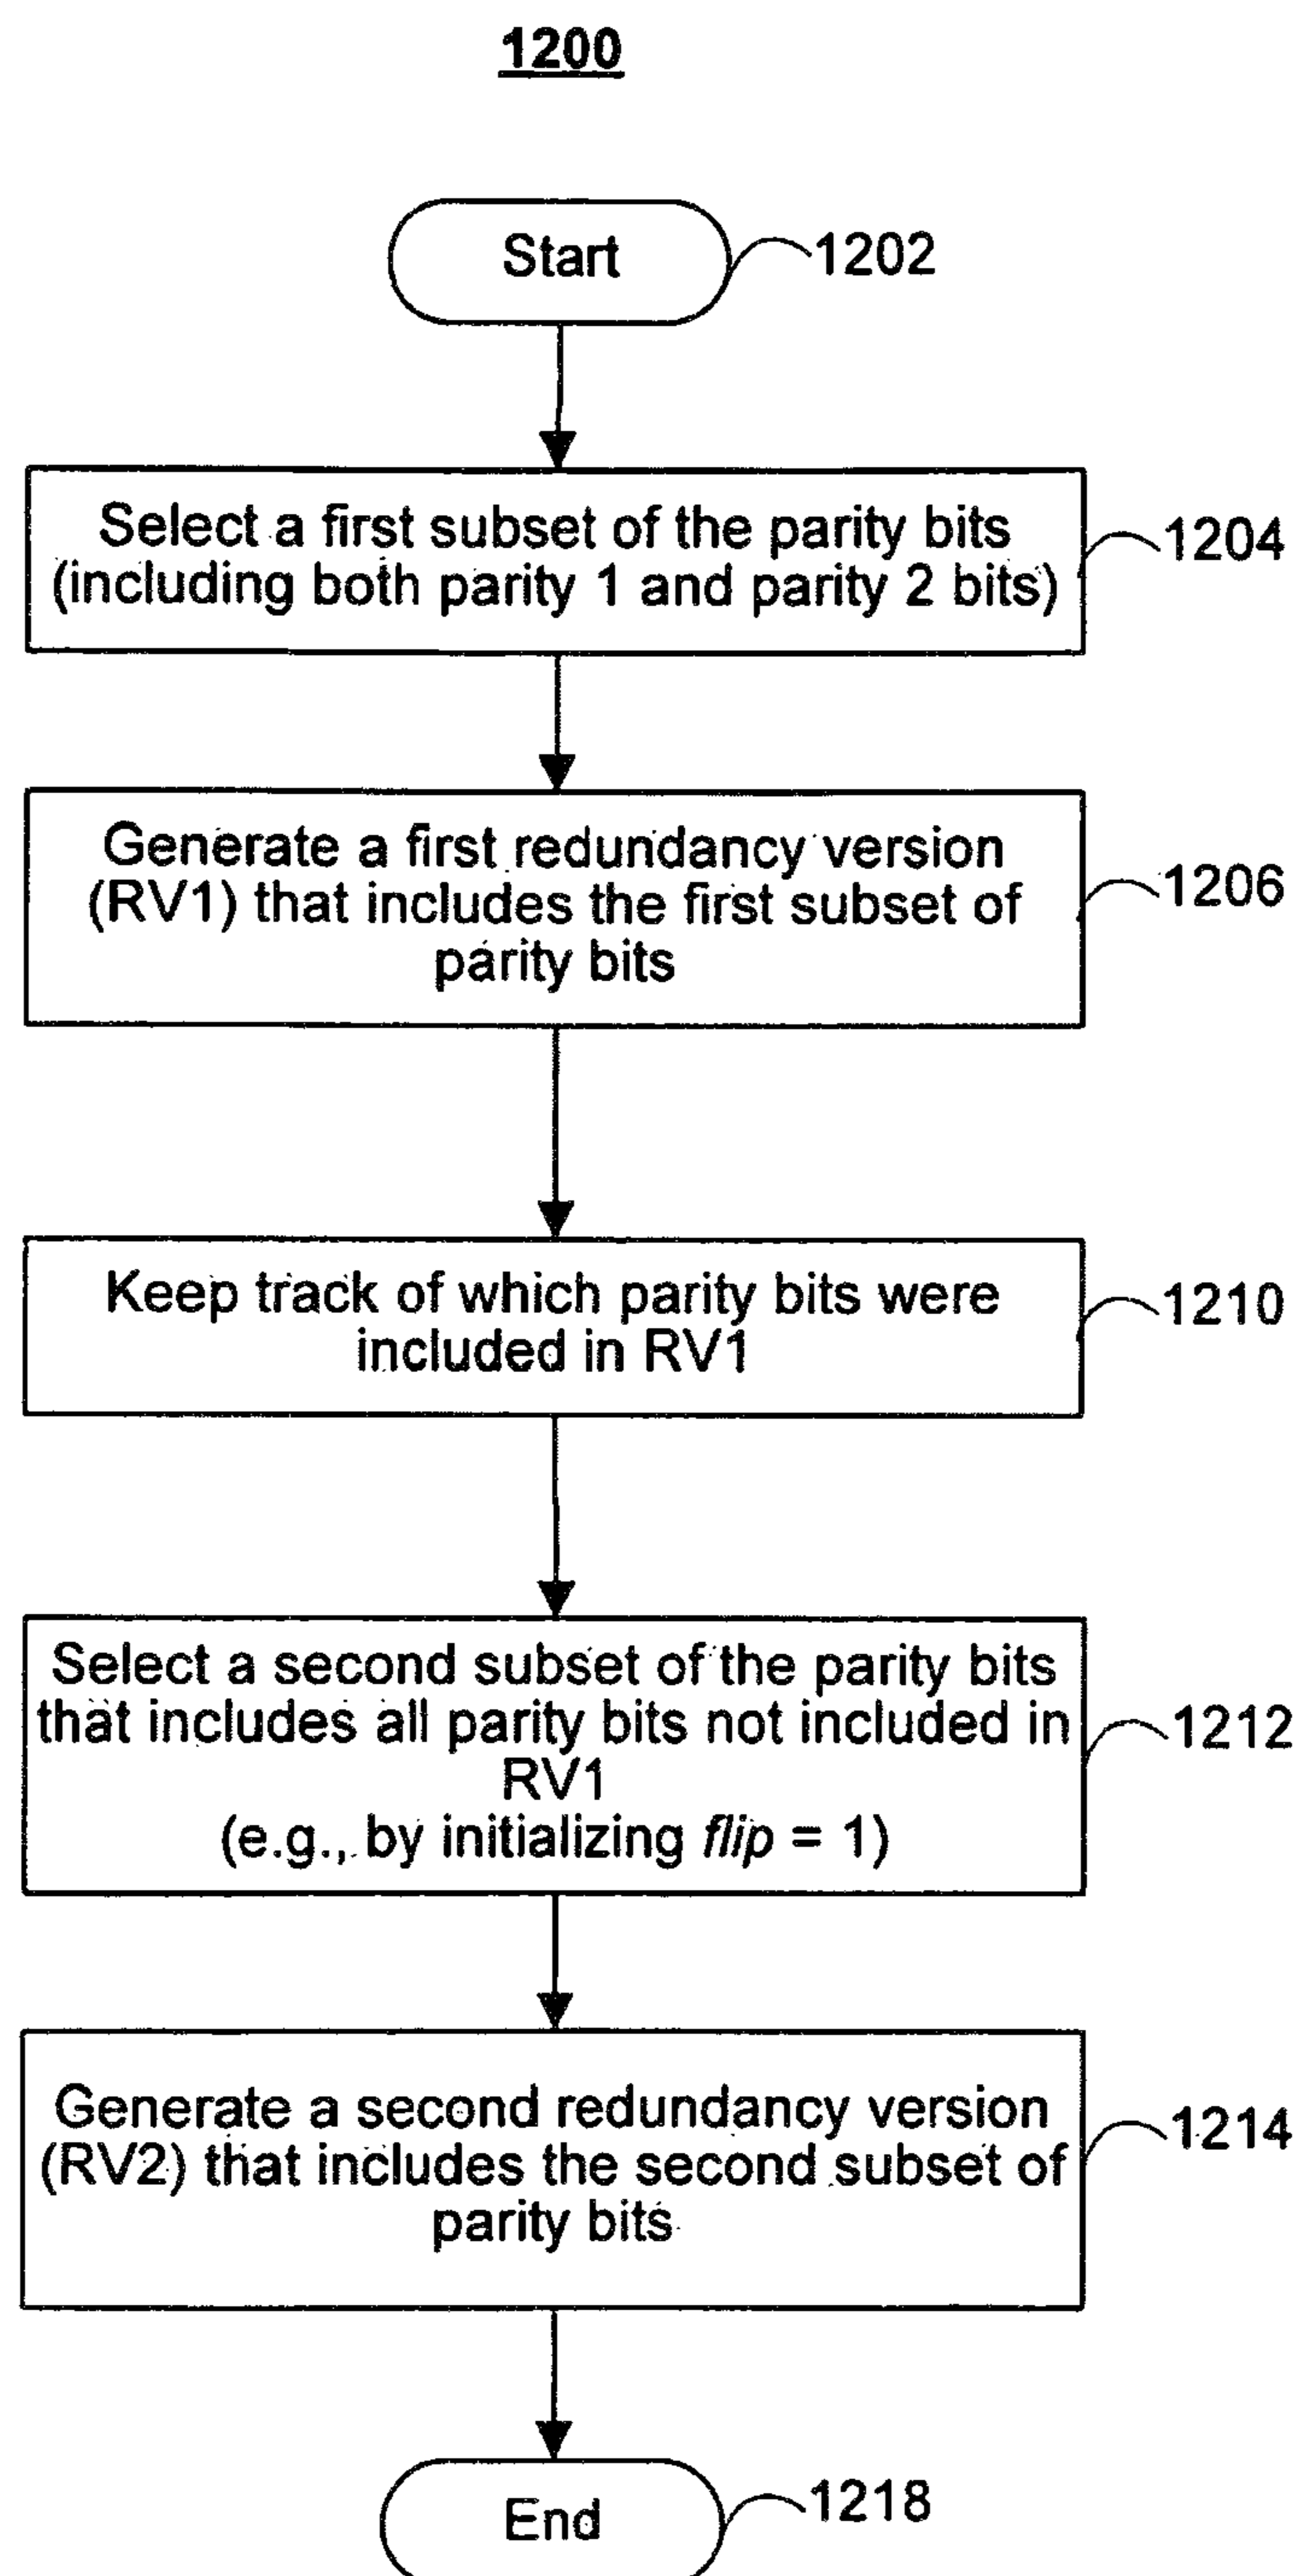 1200
Start
1202
Select a first subset of the parity bits
(including both parity 1 and parity 2 bits)
1204
Generate a first redundancy version
(RV1) that includes the first subset of
parity bits
1206
Keep track of which parity bits were
included in RV1
1210
Select a second subset of the parity bits
that includes all parity bits not included in
RV1
(e.g., by initializing flip = 1)
1212
Generate a second redundancy version
(RV2) that includes the second subset of
parity bits
1214
End
1218